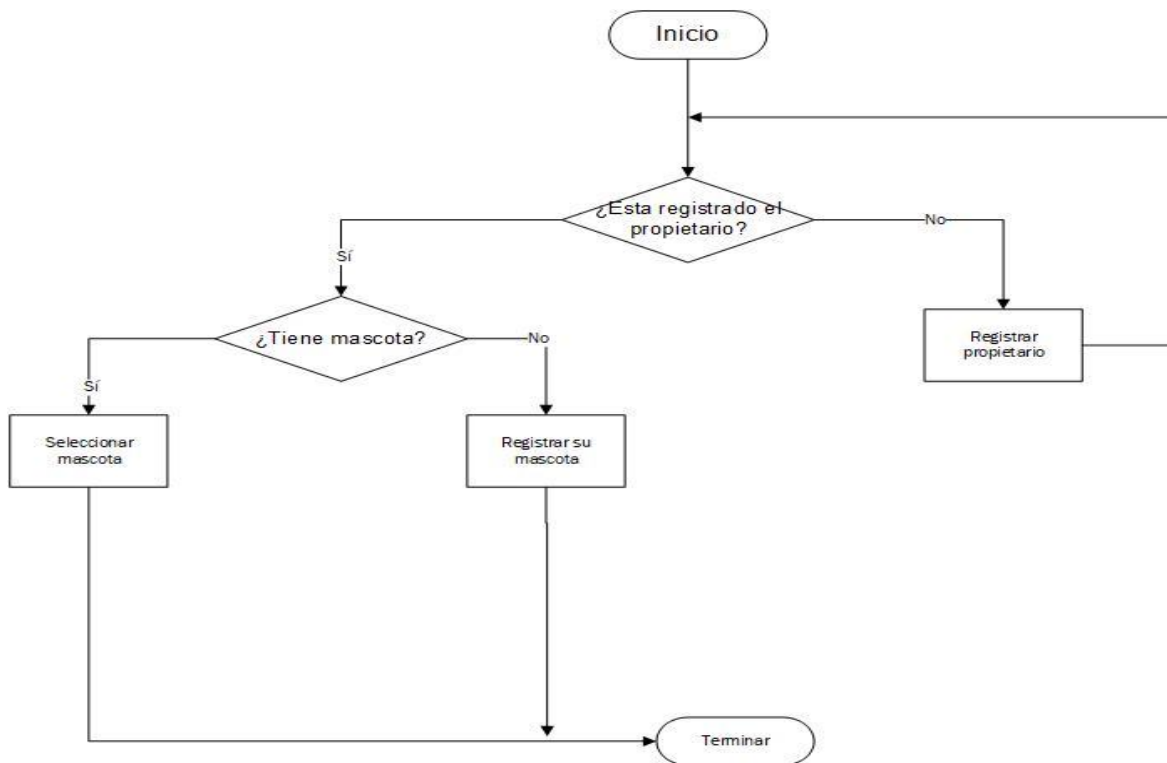 Inicio
¿Esta registrado el
propietario?
No
Sí
¿Tiene mascota?
No
Registrar
propietario
Sí
Seleccionar
mascota
Registrar su
mascota
Terminar